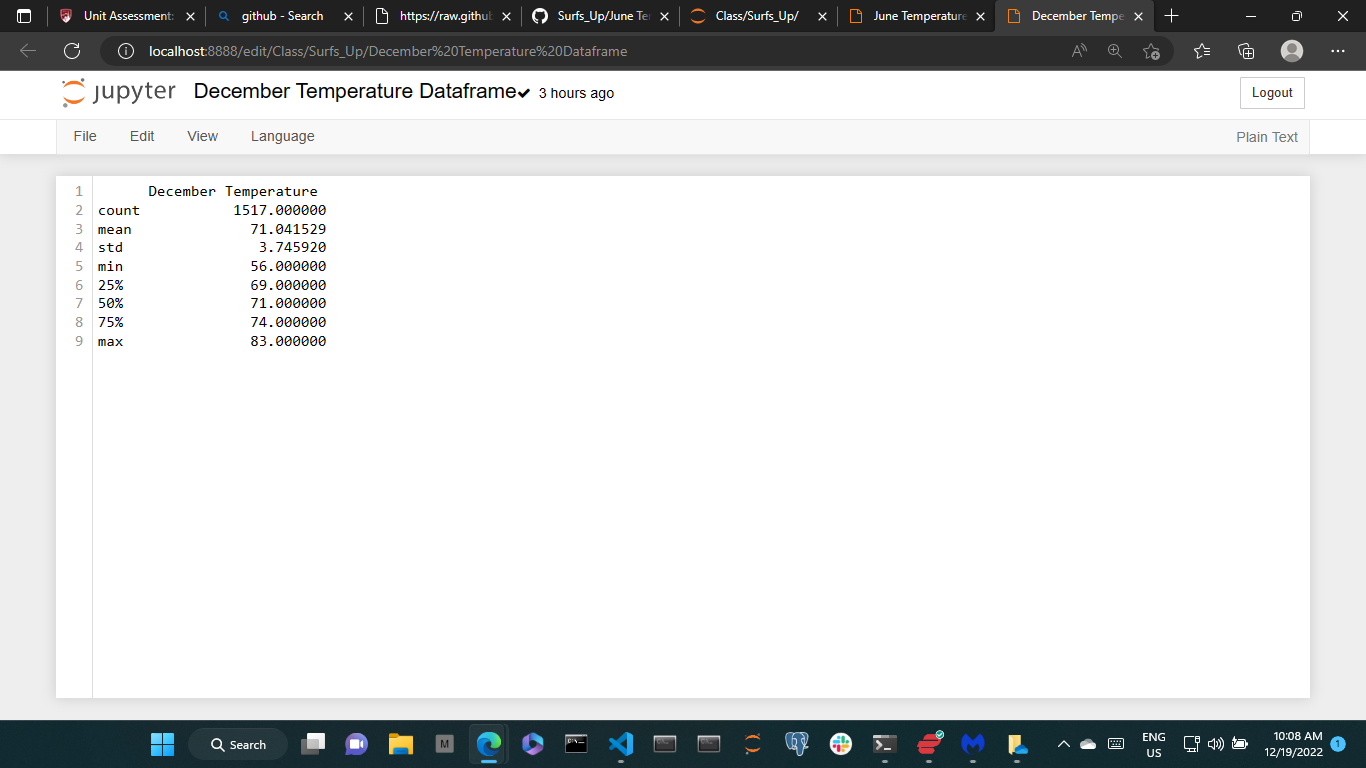 Unit Assessment:
github - Search
https://raw.githu
Surfs_Up/June Te
Class/Surfs_Up/
June Temperature
December Tempe
localhost:8888/edit/Class/Surfs_Up/December%20Temperature%20Dataframe
jupyter December Temperature Dataframe 3 hours ago
Logout
File Edit View Language Plain Text
1 December Temperature
2 count 1517.000000
3 mean 71.041529
4 std 3.745920
5 min 56.000000
6 25% 69.000000
7 50% 71.000000
8 75% 74.000000
9 max 83.000000
Search
M
ENG
US
10:08 AM
12/19/2022
1